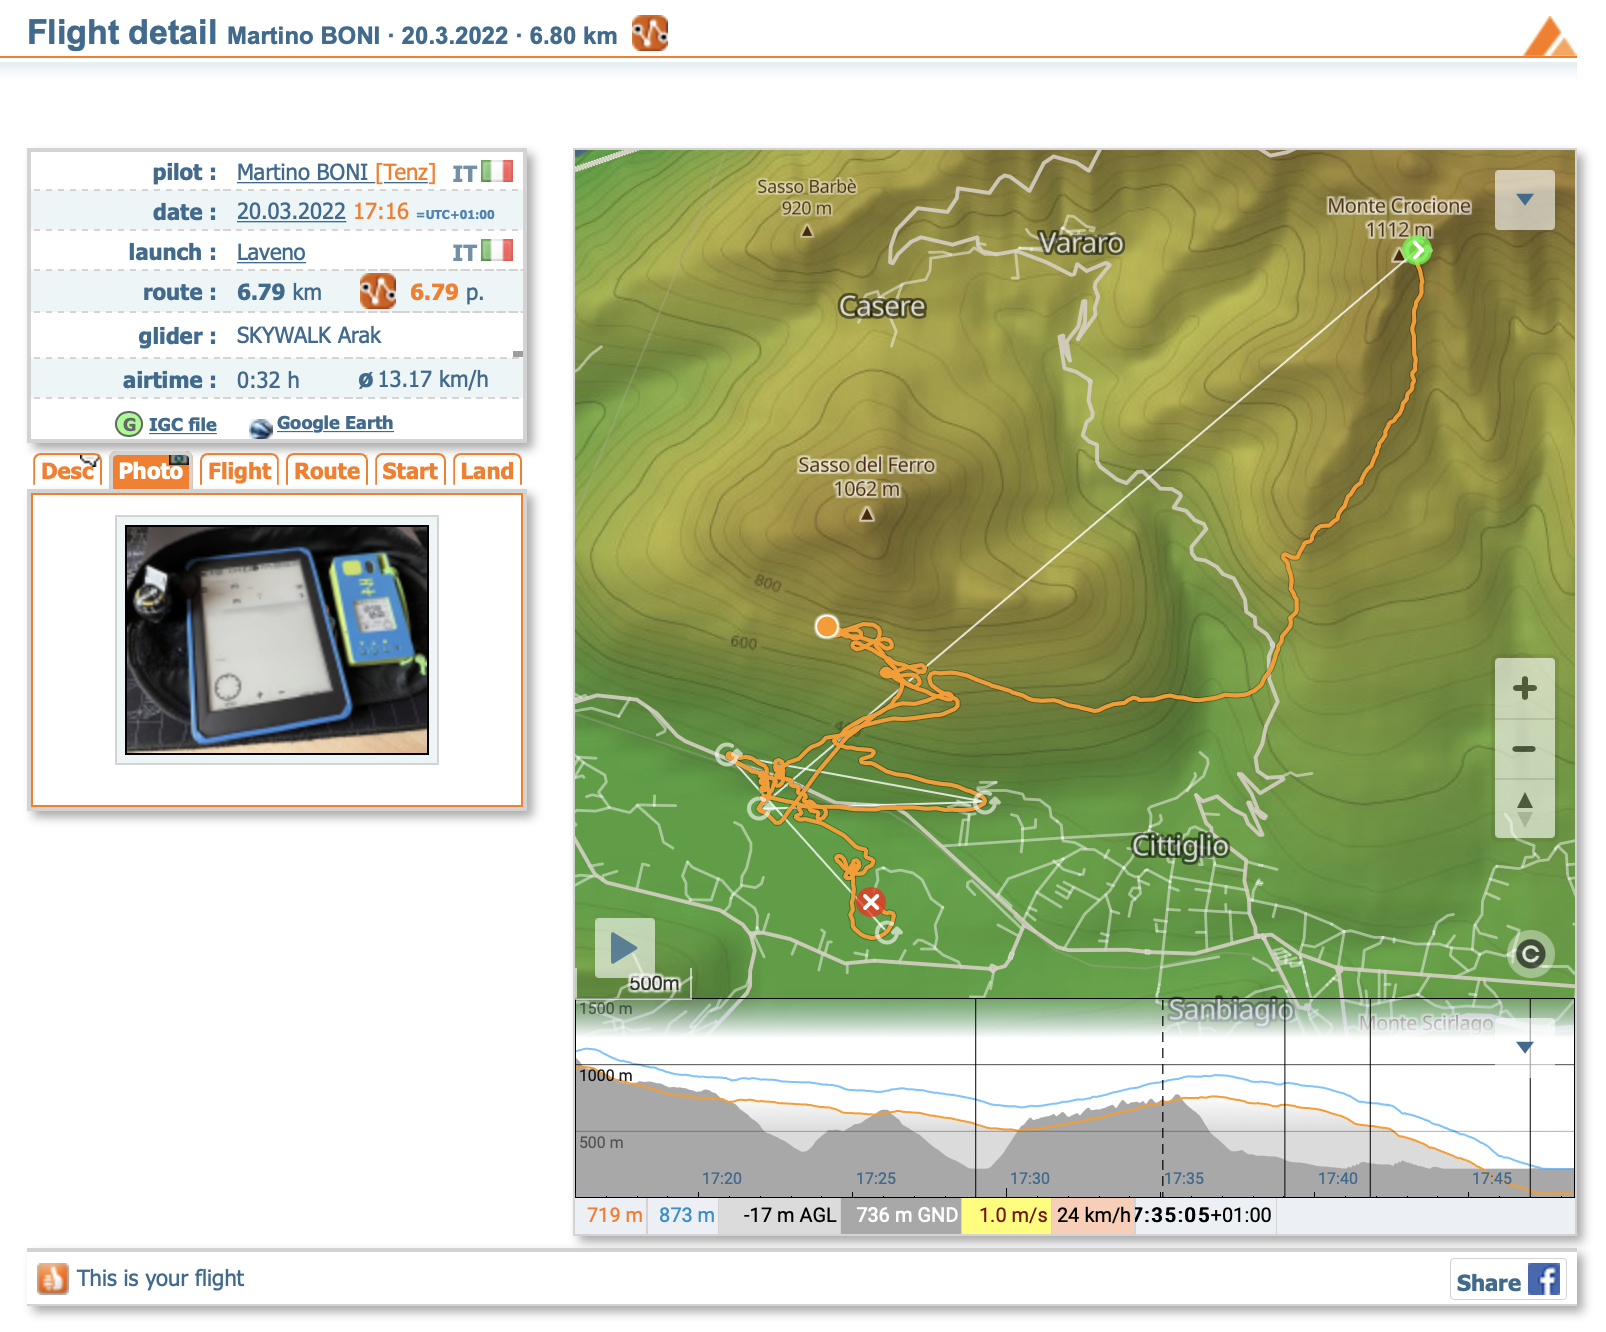 Flight detail Martino BONI · 20.3.2022 · 6.80 km
pilot : Martino BONI [Tenz] IT
date : 20.03.2022 17:16 =UTC+01:00
launch : Laveno IT
route : 6.79 km 6.79 p.
glider : SKYWALK Arak
airtime : 0:32 h ø 13.17 km/h
G IGC file Google Earth
Desc Photo Flight Route Start Land
Sasso Barbè
920 m
Vararo
Monte Crocione
1112 m
Casere
Sasso del Ferro
1062 m
800
600
Cittiglio
500m
Sanbiagio
Monte Scirlago
1500 m
1000 m
500 m
17:20 17:25 17:30 17:35 17:40 17:45
719 m 873 m -17 m AGL 736 m GND 1.0 m/s 24 km/h 7:35:05+01:00
This is your flight
Share f